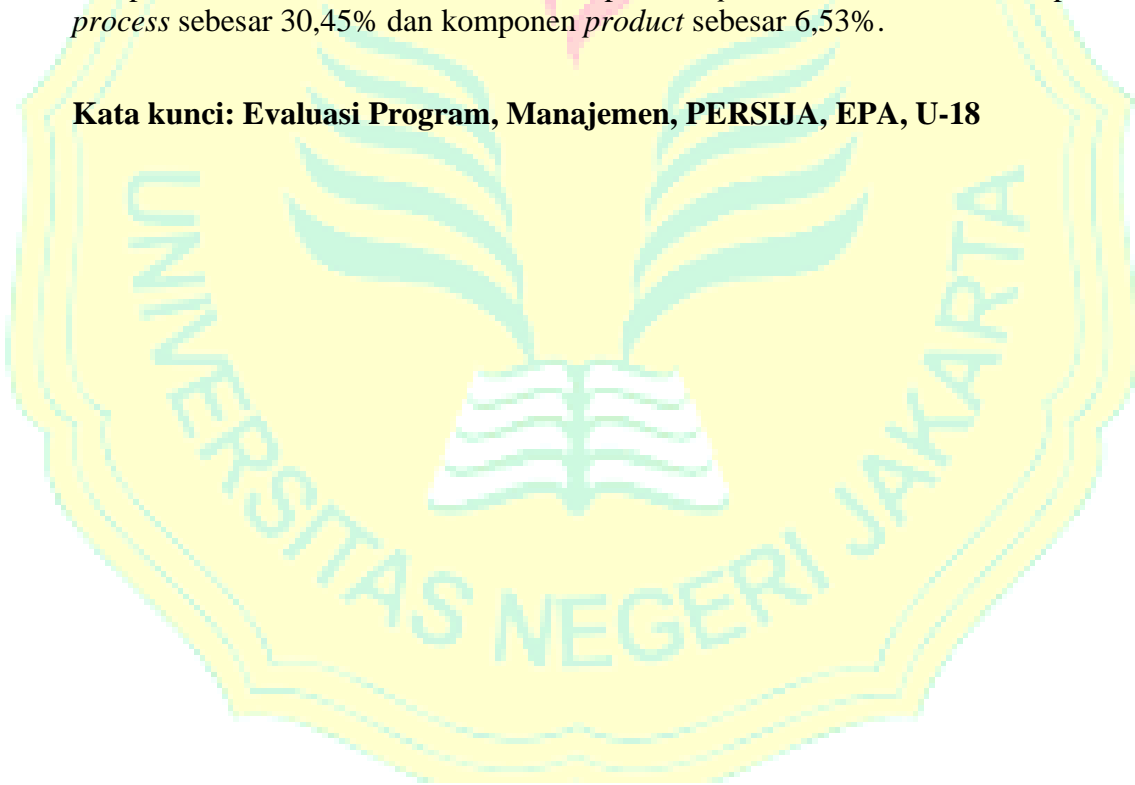 process sebesar 30,45% dan komponen product sebesar 6,53%.
Kata kunci: Evaluasi Program, Manajemen, PERSIJA, EPA, U-18
UNIVERSITAS NEGERI JAKARTA